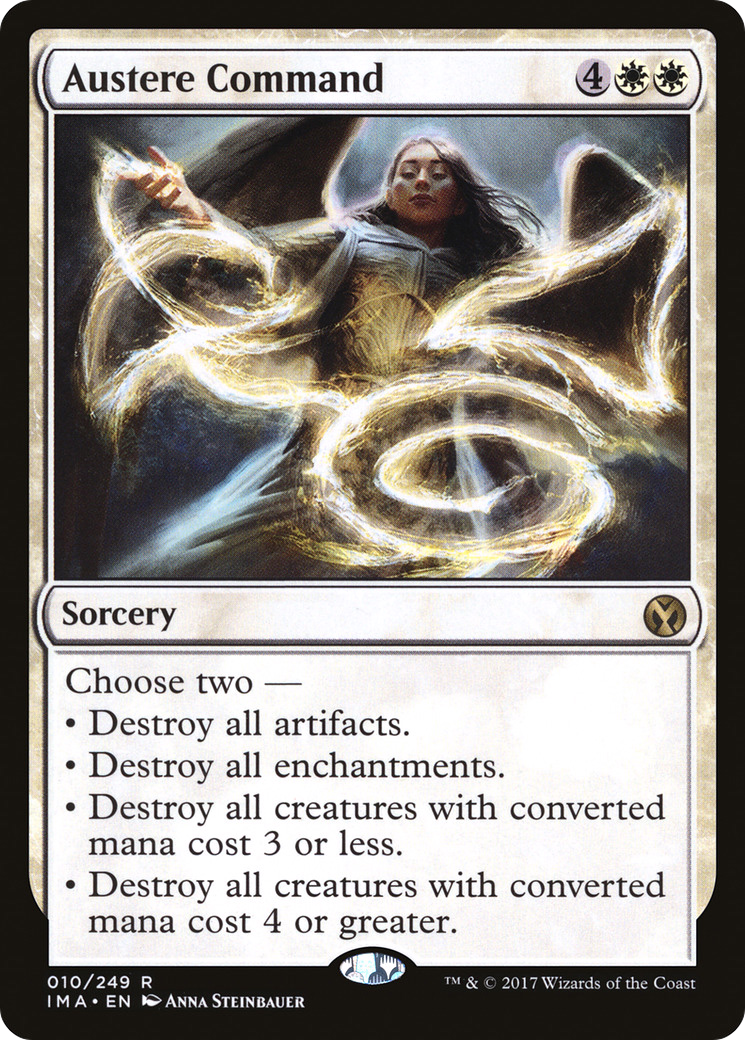 Austere Command 4
Sorcery
Choose two —
• Destroy all artifacts.
• Destroy all enchantments.
• Destroy all creatures with converted
mana cost 3 or less.
• Destroy all creatures with converted
mana cost 4 or greater.
010/249 R
IMA • EN Anna Steinbauer
™ & © 2017 Wizards of the Coast